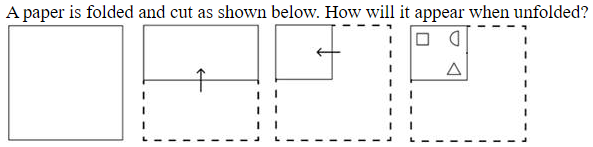 A paper is folded and cut as shown below. How will it appear when unfolded?